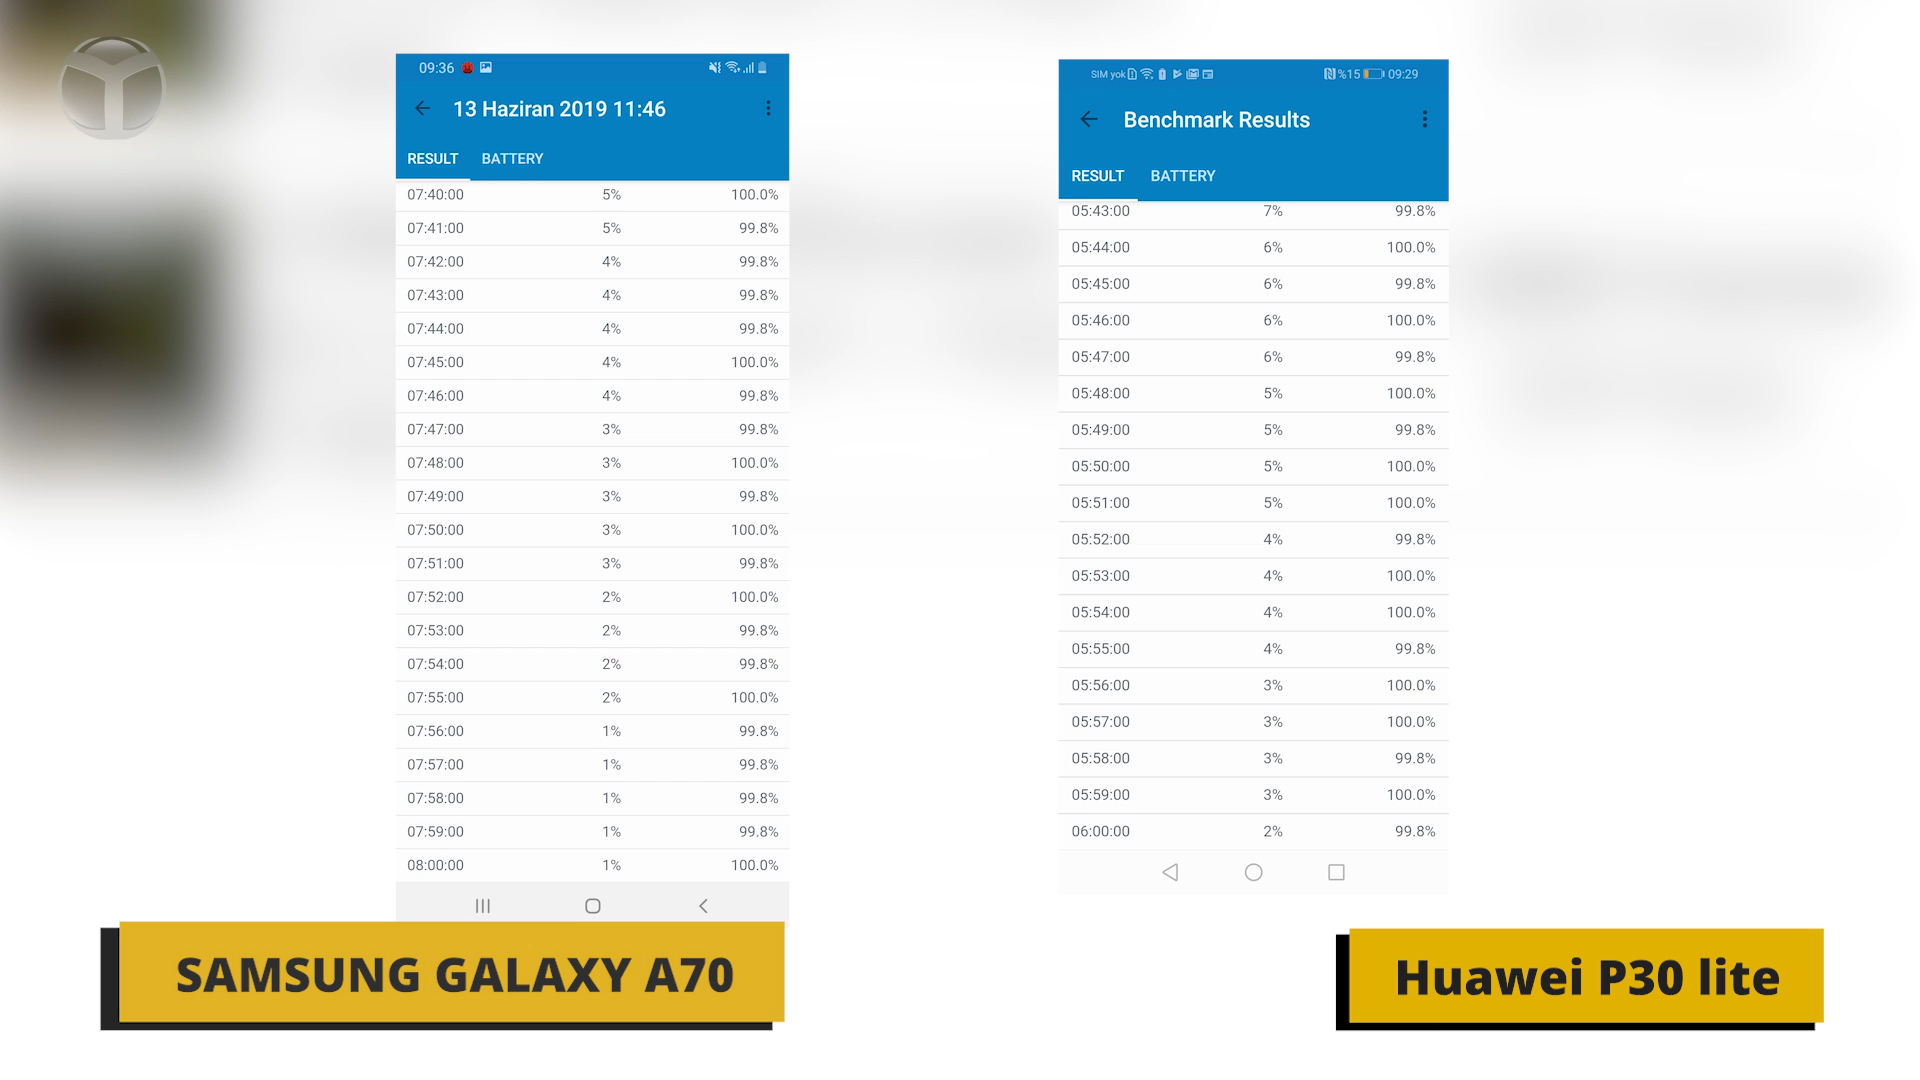 09:36
13 Haziran 2019 11:46
RESULT BATTERY
07:40:00 5% 100.0%
07:41:00 5% 99.8%
07:42:00 4% 99.8%
07:43:00 4% 99.8%
07:44:00 4% 99.8%
07:45:00 4% 100.0%
07:46:00 4% 99.8%
07:47:00 3% 99.8%
07:48:00 3% 100.0%
07:49:00 3% 99.8%
07:50:00 3% 100.0%
07:51:00 3% 99.8%
07:52:00 2% 100.0%
07:53:00 2% 99.8%
07:54:00 2% 99.8%
07:55:00 2% 100.0%
07:56:00 1% 99.8%
07:57:00 1% 99.8%
07:58:00 1% 99.8%
07:59:00 1% 99.8%
08:00:00 1% 100.0%
SAMSUNG GALAXY A70
SIM yok %15 09:29
Benchmark Results
RESULT BATTERY
05:43:00 7% 99.8%
05:44:00 6% 100.0%
05:45:00 6% 99.8%
05:46:00 6% 100.0%
05:47:00 6% 99.8%
05:48:00 5% 100.0%
05:49:00 5% 99.8%
05:50:00 5% 100.0%
05:51:00 5% 100.0%
05:52:00 4% 99.8%
05:53:00 4% 100.0%
05:54:00 4% 100.0%
05:55:00 4% 99.8%
05:56:00 3% 100.0%
05:57:00 3% 100.0%
05:58:00 3% 99.8%
05:59:00 3% 100.0%
06:00:00 2% 99.8%
Huawei P30 lite